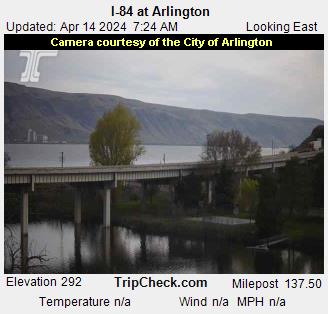 I-84 at Arlington
Updated: Apr 14 2024 7:24 AM Looking East
Camera courtesy of the City of Arlington
Elevation 292 TripCheck.com Milepost 137.50
Temperature n/a Wind n/a MPH n/a